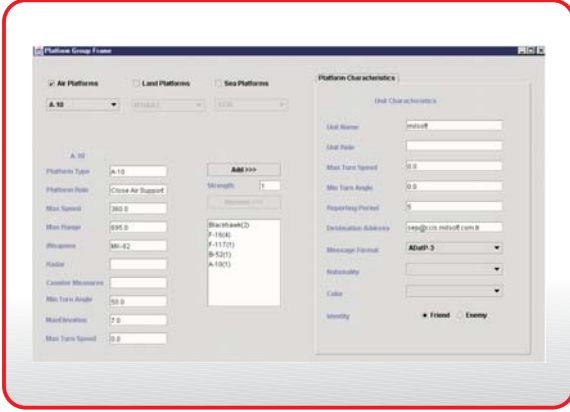 Platform Group Frame
Air Platforms
Land Platforms
Sea Platforms
A-10
A-10
Platform Type A-10
Platform Role Close Air Support
Max Speed 360.0
Max Range 695.0
Weapons MK-82
Radar
Counter Measures
Min Turn Angle 50.0
MaxElevation 7.0
Max Turn Speed 0.0
Add >>>
Strength 1
Blackhawk(2)
F-16(4)
F-117(1)
B-52(1)
A-10(1)
Platform Characteristics
Unit Characteristics
Unit Name milsoft
Unit Role
Max Turn Speed 0.0
Min Turn Angle 0.0
Reporting Period 5
Destination Address
Message Format ADatP-3
Nationality
Color
Identity Friend Enemy